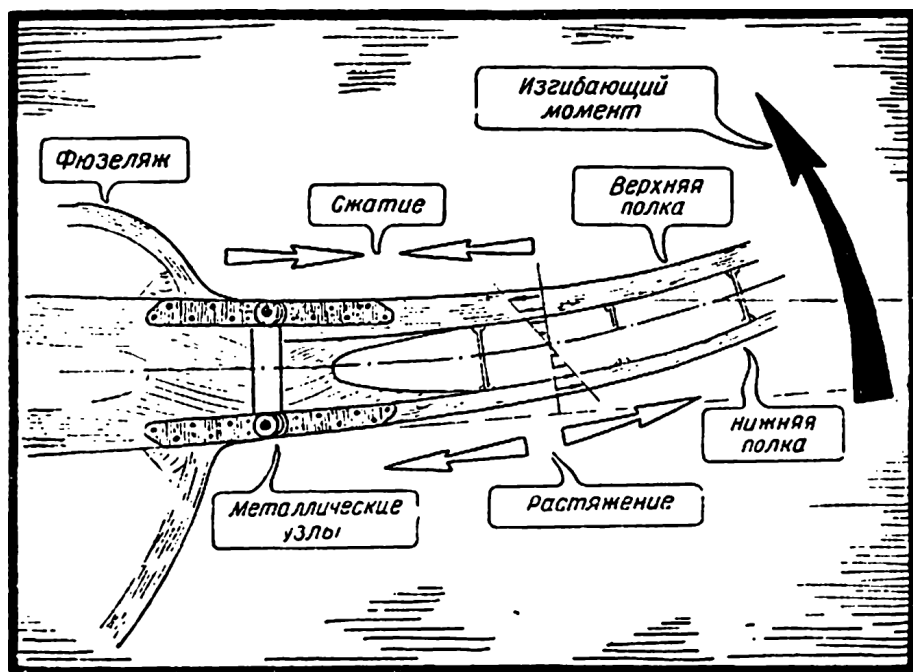 Изгибающий
момент
Фюзеляж
Сжатие
Верхняя
полка
нижняя
полка
Растяжение
металлические
узлы